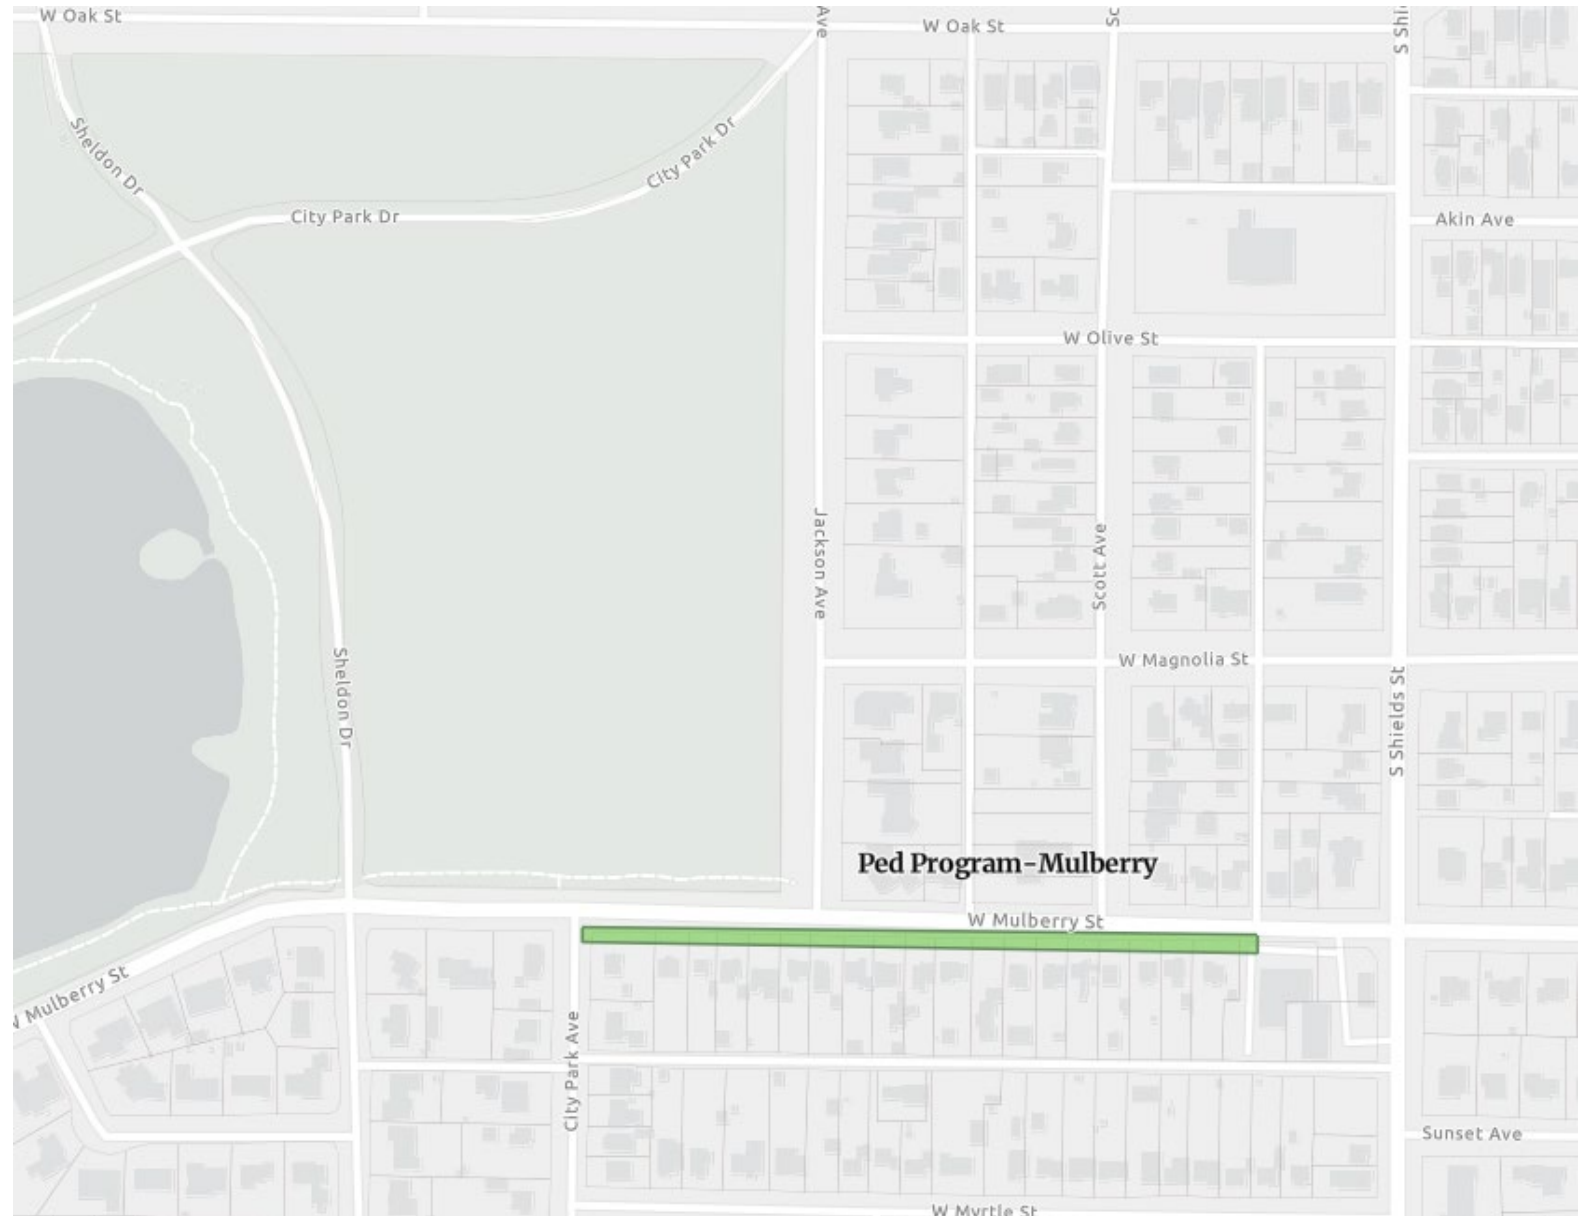 W Oak St
Ave
W Oak St
Sc
S Shi
Sheldon Dr
City Park Dr
City Park Dr
Akin Ave
W Olive St
Jackson Ave
Scott Ave
Sheldon Dr
W Magnolia St
S Shields St
Ped Program-Mulberry
W Mulberry St
W Mulberry St
City Park Ave
Sunset Ave
W Myrtle St